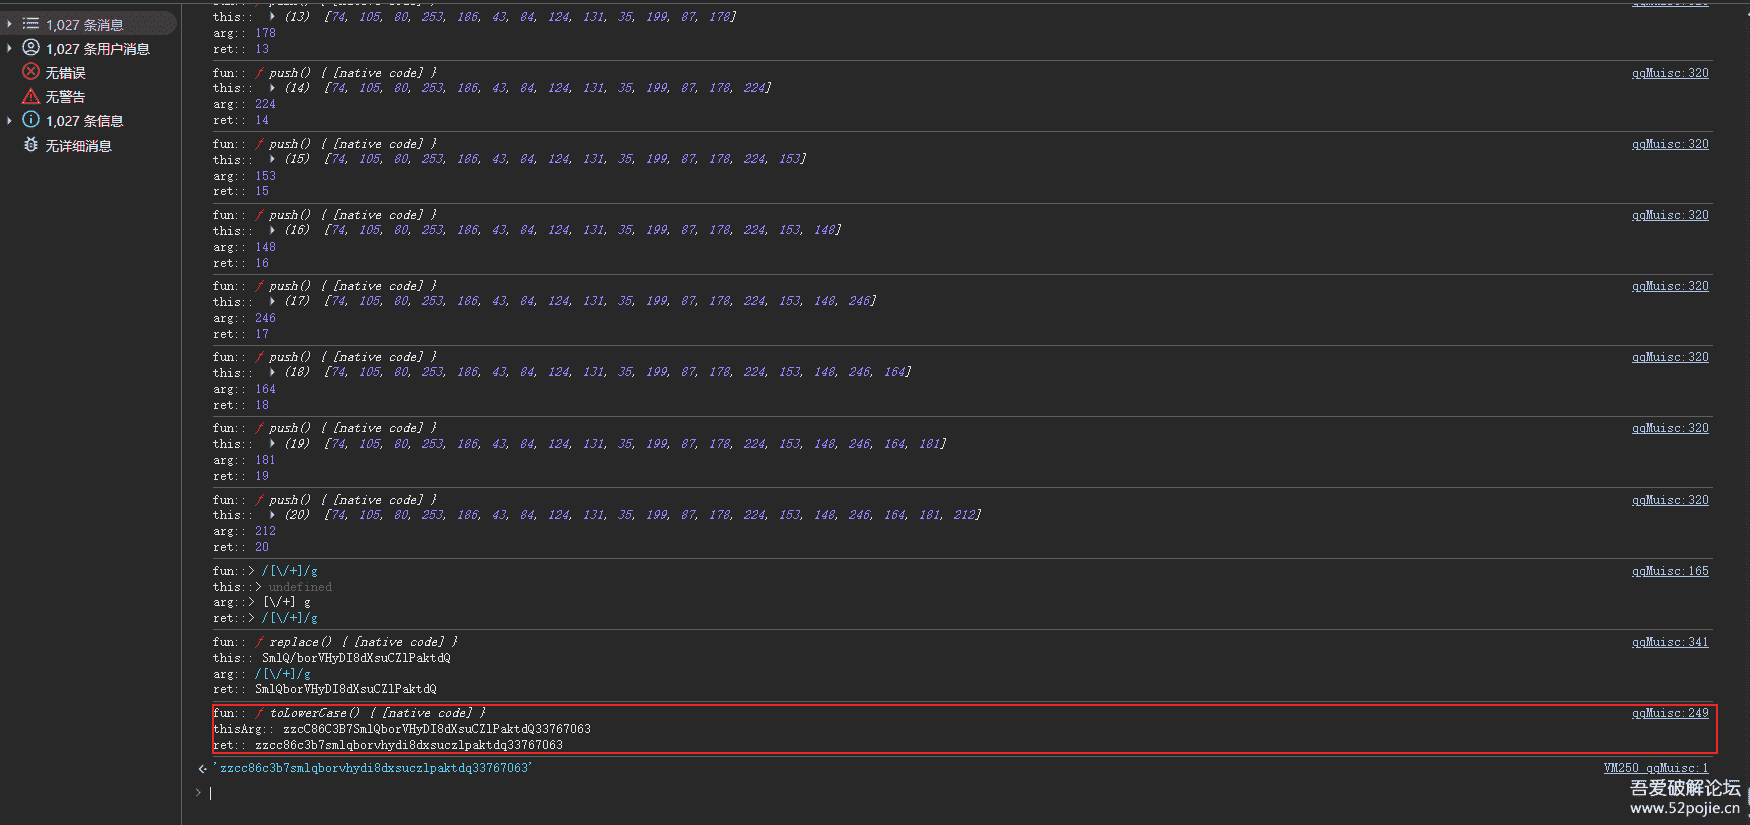 1,027 条消息
1,027 条用户消息
无错误
无警告
1,027 条信息
无详细消息
this:: ▶ (13) [74, 105, 80, 253, 186, 43, 84, 124, 131, 35, 199, 87, 178]
arg:: 178
ret:: 13
fun:: ƒ push() { [native code] } qqMuisc:320
this:: ▶ (14) [74, 105, 80, 253, 186, 43, 84, 124, 131, 35, 199, 87, 178, 224]
arg:: 224
ret:: 14
fun:: ƒ push() { [native code] } qqMuisc:320
this:: ▶ (15) [74, 105, 80, 253, 186, 43, 84, 124, 131, 35, 199, 87, 178, 224, 153]
arg:: 153
ret:: 15
fun:: ƒ push() { [native code] } qqMuisc:320
this:: ▶ (16) [74, 105, 80, 253, 186, 43, 84, 124, 131, 35, 199, 87, 178, 224, 153, 148]
arg:: 148
ret:: 16
fun:: ƒ push() { [native code] } qqMuisc:320
this:: ▶ (17) [74, 105, 80, 253, 186, 43, 84, 124, 131, 35, 199, 87, 178, 224, 153, 148, 246]
arg:: 246
ret:: 17
fun:: ƒ push() { [native code] } qqMuisc:320
this:: ▶ (18) [74, 105, 80, 253, 186, 43, 84, 124, 131, 35, 199, 87, 178, 224, 153, 148, 246, 164]
arg:: 164
ret:: 18
fun:: ƒ push() { [native code] } qqMuisc:320
this:: ▶ (19) [74, 105, 80, 253, 186, 43, 84, 124, 131, 35, 199, 87, 178, 224, 153, 148, 246, 164, 181]
arg:: 181
ret:: 19
fun:: ƒ push() { [native code] } qqMuisc:320
this:: ▶ (20) [74, 105, 80, 253, 186, 43, 84, 124, 131, 35, 199, 87, 178, 224, 153, 148, 246, 164, 181, 212]
arg:: 212
ret:: 20
fun::> /[\/+]/g qqMuisc:165
this::> undefined
arg::> [\/+] g
ret::> /[\/+]/g
fun:: ƒ replace() { [native code] } qqMuisc:341
this:: SmlQ/borVHyDI8dXsuCZlPaktdQ
arg:: /[\/+]/g
ret:: SmlQborVHyDI8dXsuCZlPaktdQ
fun:: ƒ toLowerCase() { [native code] } qqMuisc:249
thisArg:: zzcC86C3B7SmlQborVHyDI8dXsuCZlPaktdQ33767063
ret:: zzcc86c3b7smlqborvhydi8dxsuczlpaktdq33767063
'zzcc86c3b7smlqborvhydi8dxsuczlpaktdq33767063' VM250 qqMuisc:1
吾爱破解论坛
www.52pojie.cn